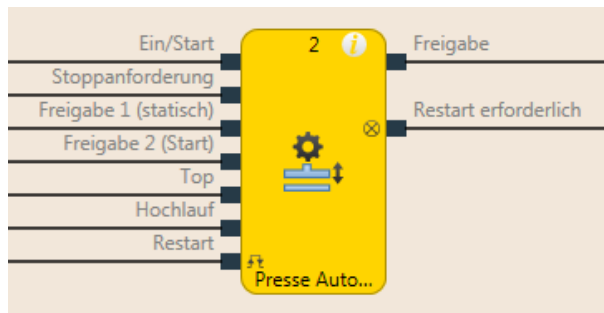 Ein/Start
Stoppanforderung
Freigabe 1 (statisch)
Freigabe 2 (Start)
Top
Hochlauf
Restart
2
i
Presse Auto...
Freigabe
Restart erforderlich